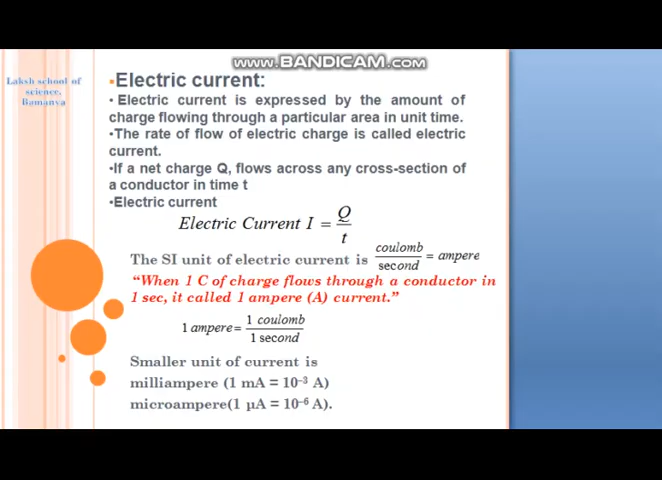 www.BANDICAM.com
Laksh school of
science,
Bamanva
Electric current:
• Electric current is expressed by the amount of
charge flowing through a particular area in unit time.
•The rate of flow of electric charge is called electric
current.
•If a net charge Q, flows across any cross-section of
a conductor in time t
•Electric current
Electric Current I = Q/t
The SI unit of electric current is coulomb/second = ampere
“When 1 C of charge flows through a conductor in
1 sec, it called 1 ampere (A) current.”
1 ampere= 1 coulomb/1 second
Smaller unit of current is
milliampere (1 mA = 10⁻³ A)
microampere(1 µA = 10⁻⁶ A).